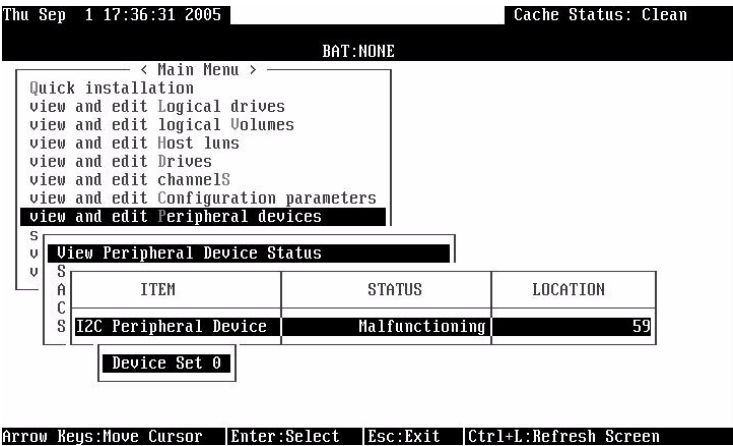 Thu Sep 1 17:36:31 2005 Cache Status: Clean
BAT:NONE
< Main Menu >
Quick installation
view and edit Logical drives
view and edit logical Volumes
view and edit Host luns
view and edit Drives
view and edit channelS
view and edit Configuration parameters
view and edit Peripheral devices
S
v View Peripheral Device Status
v S
A ITEM STATUS LOCATION
C
S I2C Peripheral Device Malfunctioning 59
Device Set 0
Arrow Keys:Move Cursor |Enter:Select |Esc:Exit |Ctrl+L:Refresh Screen